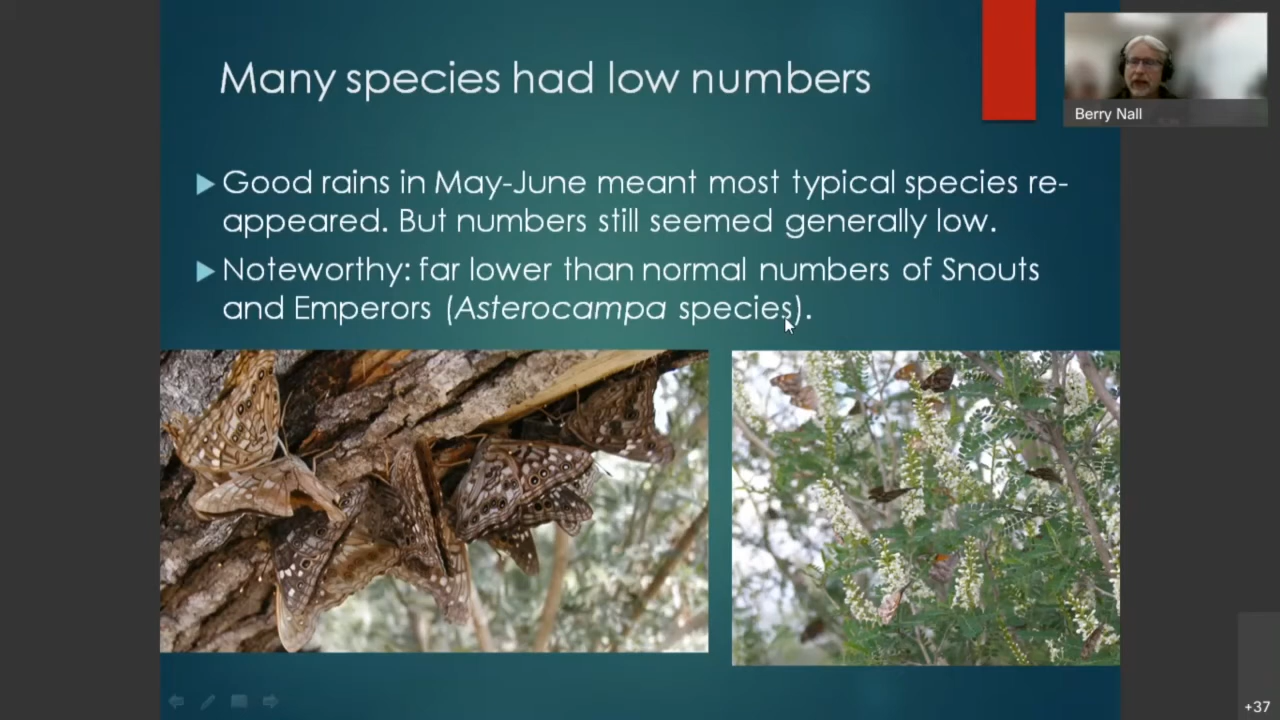 Many species had low numbers
Berry Nall
Good rains in May-June meant most typical species re-
appeared. But numbers still seemed generally low.
Noteworthy: far lower than normal numbers of Snouts
and Emperors (Asterocampa species).
+37